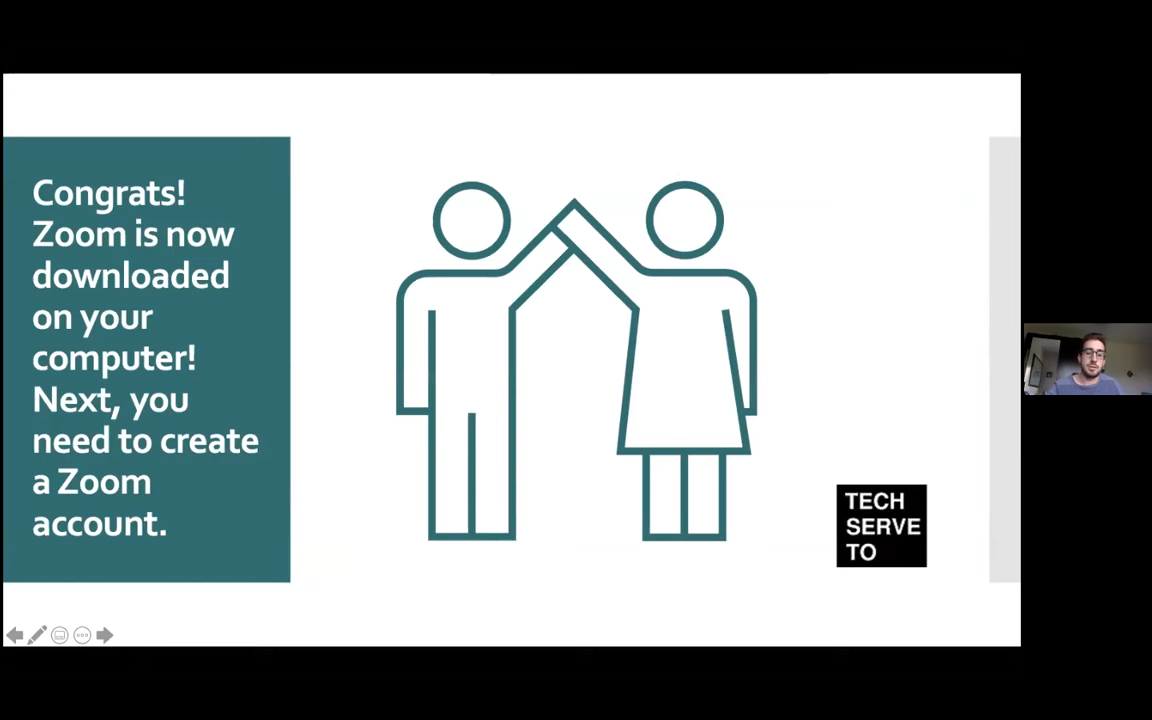 Congrats!
Zoom is now
downloaded
on your
computer!
Next, you
need to create
a Zoom
account.
TECH
SERVE
TO